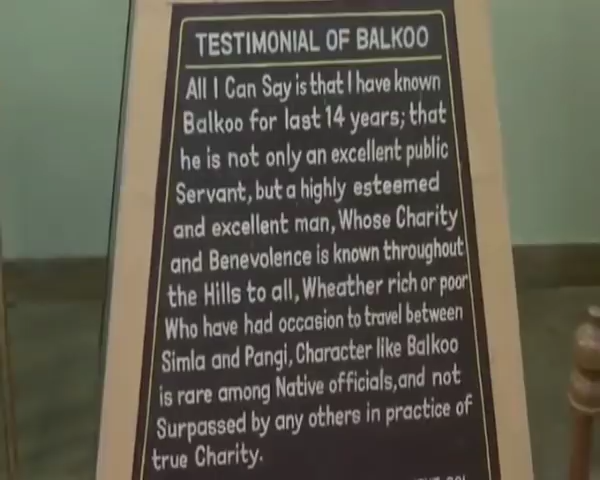 TESTIMONIAL OF BALKOO
All I Can Say is that I have known
Balkoo for last 14 years; that
he is not only an excellent public
Servant, but a highly esteemed
and excellent man, Whose Charity
and Benevolence is known throughout
the Hills to all, Wheather rich or poor
Who have had occasion to travel between
Simla and Pangi, Character like Balkoo
is rare among Native officials, and not
Surpassed by any others in practice of
true Charity.